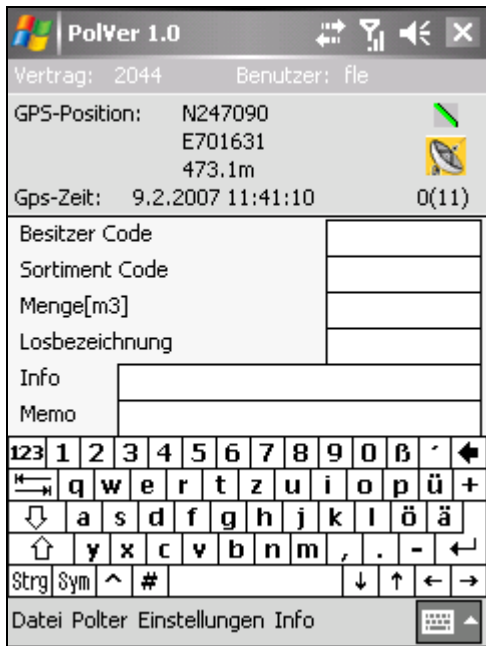 PolVer 1.0
Vertrag: 2044 Benutzer: fle
GPS-Position: N247090
E701631
473.1m
Gps-Zeit: 9.2.2007 11:41:10 0(11)
Besitzer Code
Sortiment Code
Menge[m3]
Losbezeichnung
Info
Memo
123 1 2 3 4 5 6 7 8 9 0 ß ´
q w e r t z u i o p ü +
a s d f g h j k l ö ä
y x c v b n m , . -
Strg Sym ^ # ↓ ↑ ← →
Datei Polter Einstellungen Info